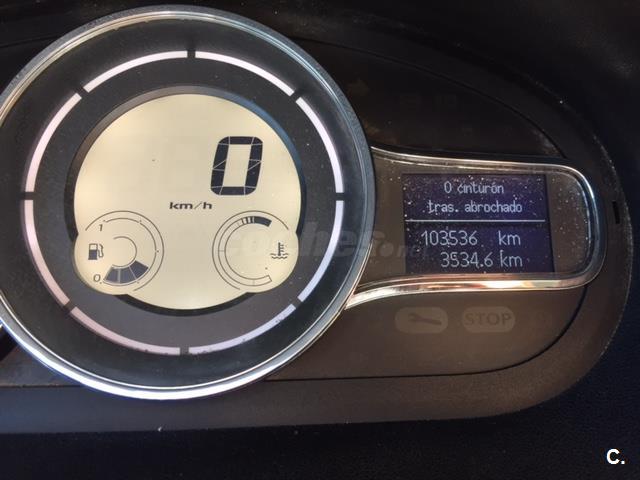 0
km/h
1
0
0 cinturón
tras. abrochado
103536 km
3534.6 km
STOP
C.